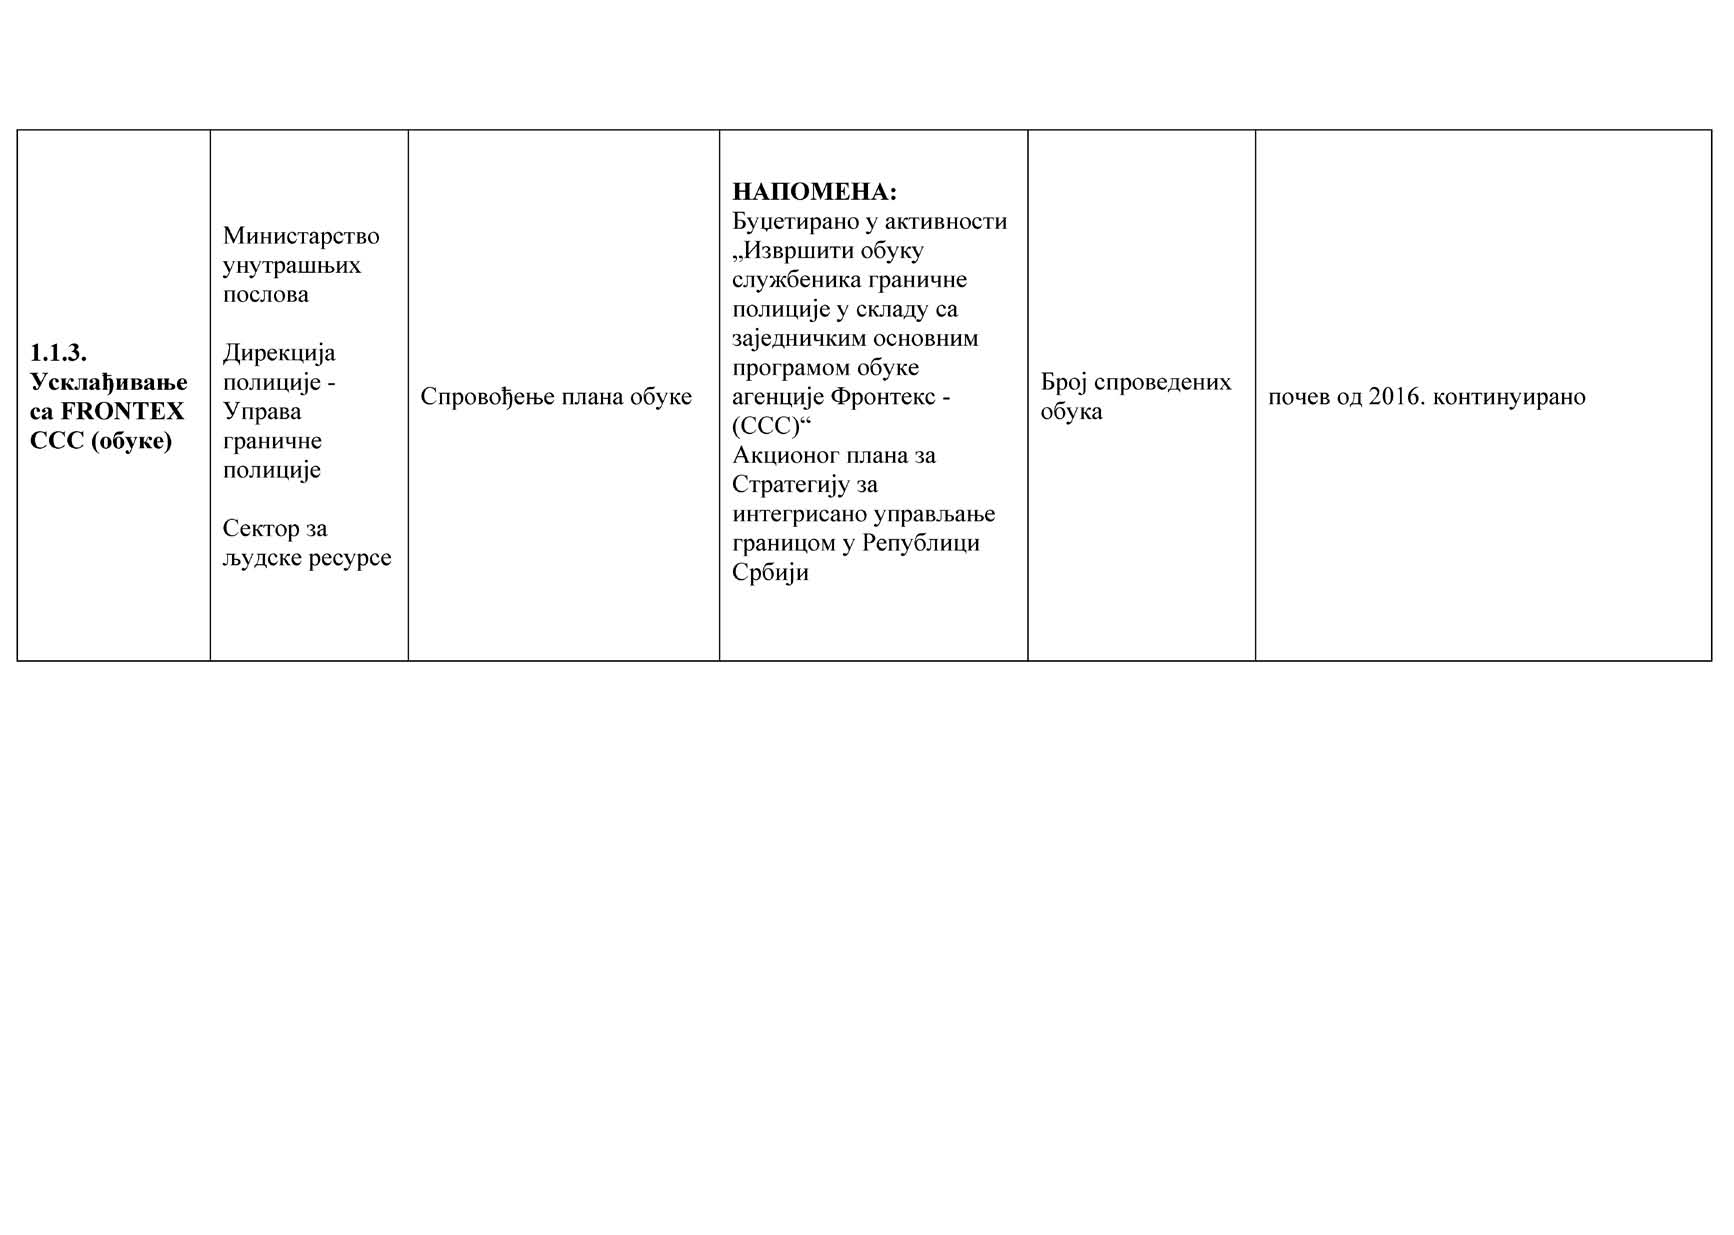 1.1.3.
Усклађивање
са FRONTEX
CCC (обуке)
Министарство
унутрашњих
послова
Дирекција
полиције -
Управа
граничне
полиције
Сектор за
људске ресурсе
Спровођење плана обуке
НАПОМЕНА:
Буџетирано у активности
„Извршити обуку
службеника граничне
полиције у складу са
заједничким основним
програмом обуке
агенције Фронтекс -
(CCC)“
Акционог плана за
Стратегију за
интегрисано управљање
границом у Републици
Србији
Број спроведених
обука
почев од 2016. континуирано